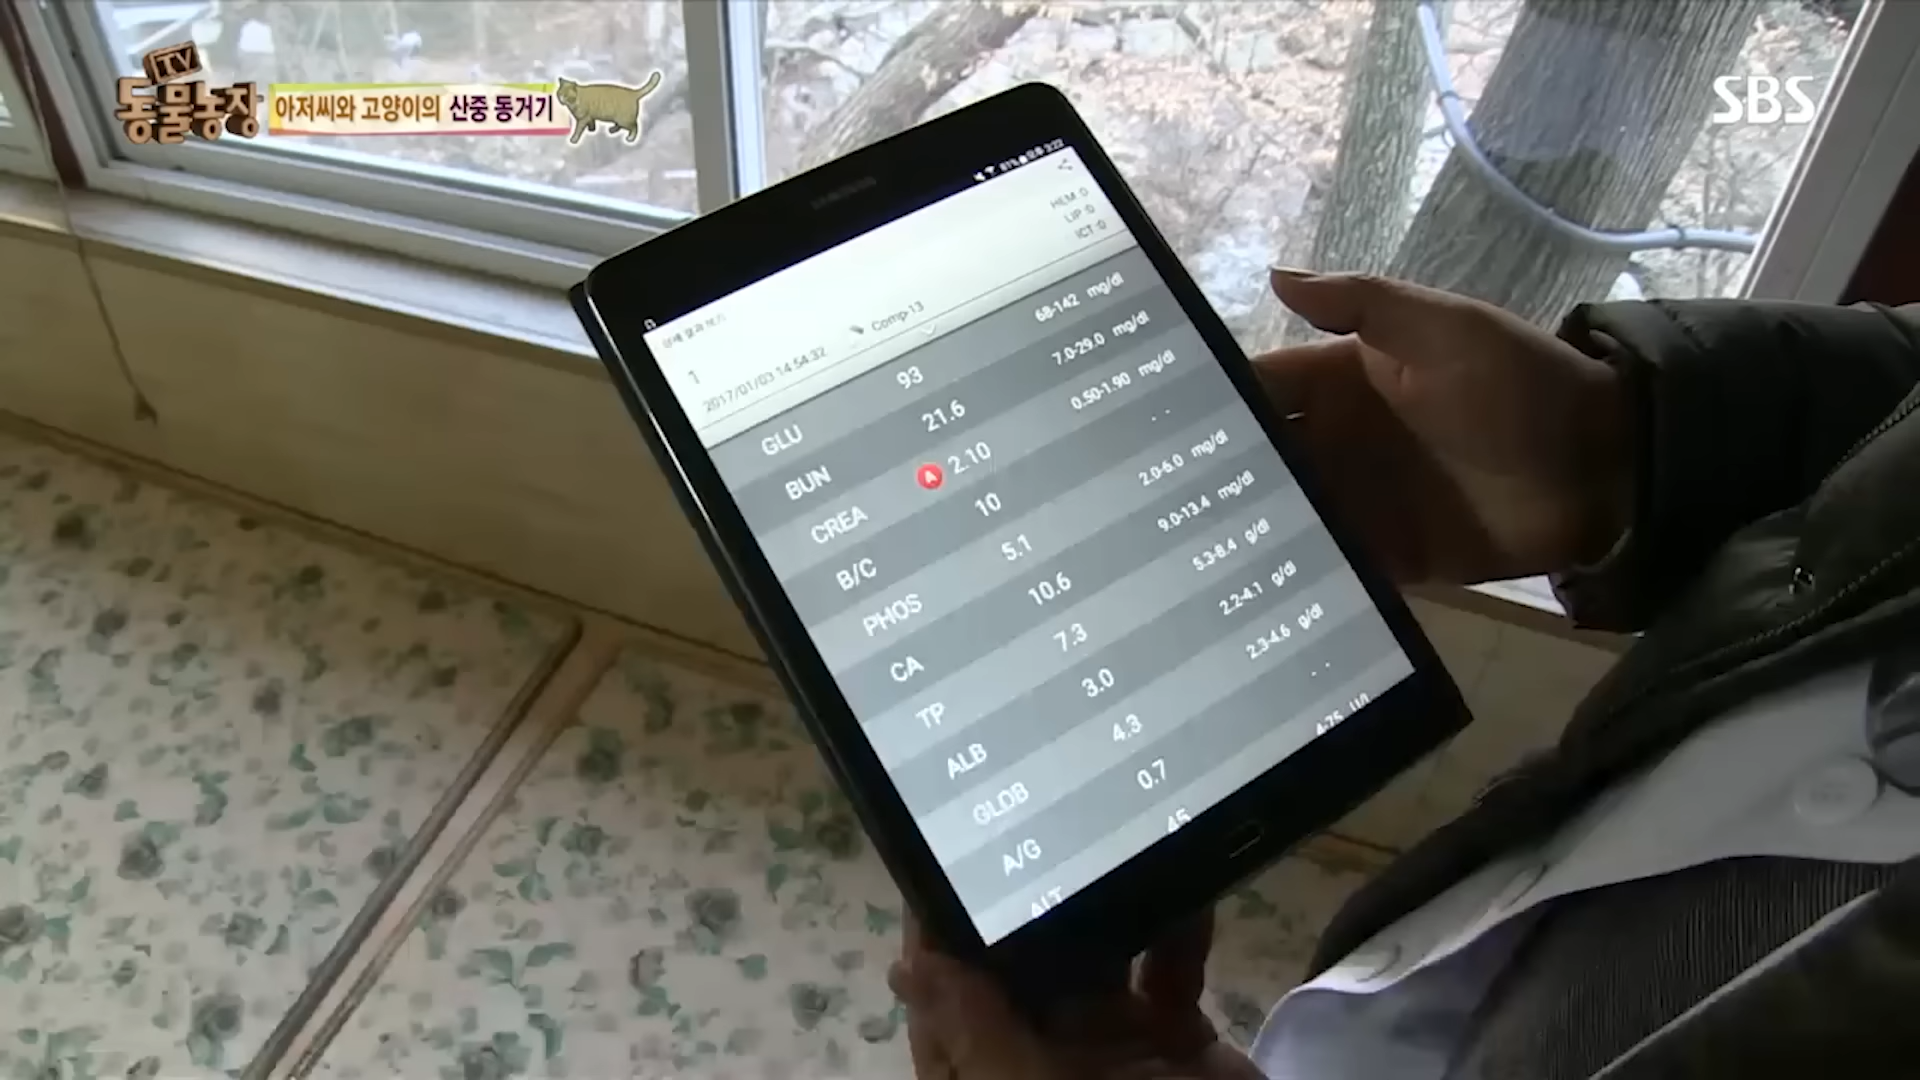 TV
동물농장
아저씨와 고양이의 산중 동거기
SBS
SAMSUNG
HEM :0
LIP :0
ICT :0
1
2017/01/03 14:54:32
Comp-13
GLU 93 68-142 mg/dl
BUN 21.6 7.0-29.0 mg/dl
CREA A 2.10 0.50-1.90 mg/dl
B/C 10 - -
PHOS 5.1 2.0-6.0 mg/dl
CA 10.6 9.0-13.4 mg/dl
TP 7.3 5.3-8.4 g/dl
ALB 3.0 2.2-4.1 g/dl
GLOB 4.3 2.3-4.6 g/dl
A/G 0.7 - -
ALT 45 4-75 U/l